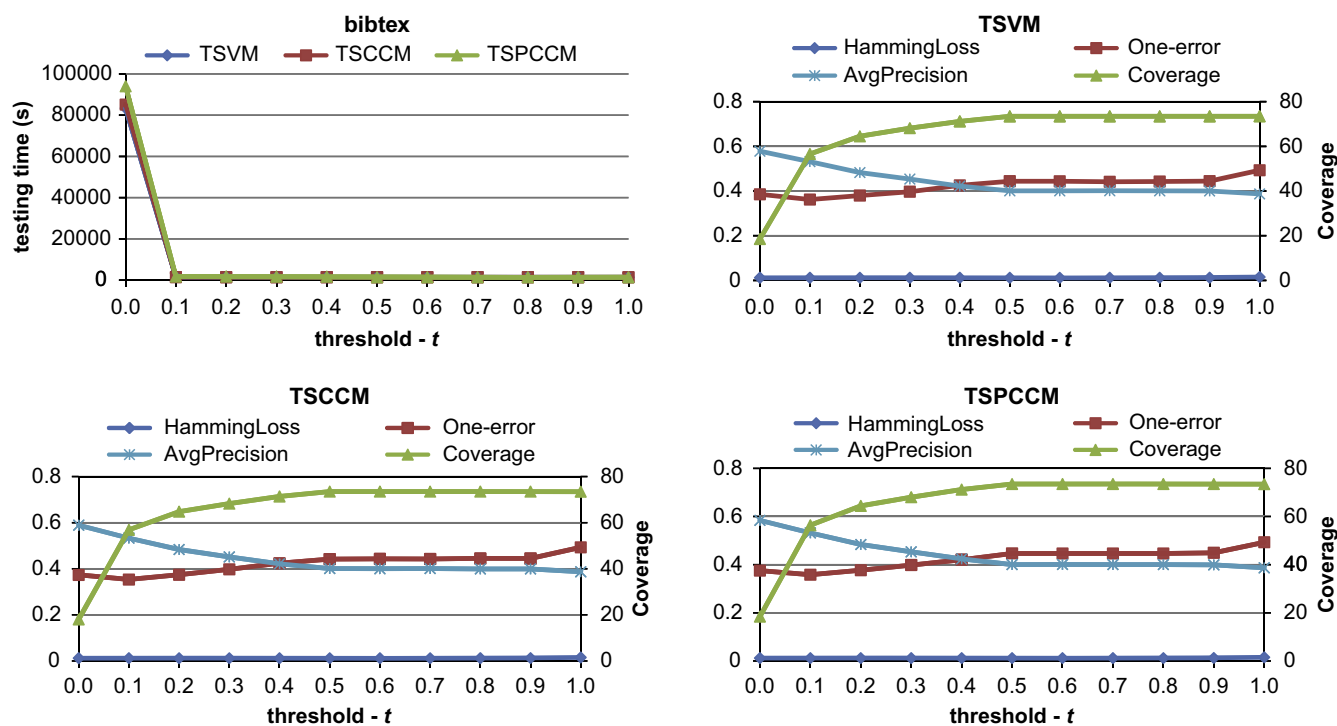 bibtex
TSVM TSCCM TSPCCM
100000
80000
60000
40000
20000
0
testing time (s)
0.0 0.1 0.2 0.3 0.4 0.5 0.6 0.7 0.8 0.9 1.0
threshold - t
TSVM
HammingLoss One-error
AvgPrecision Coverage
0.8
0.6
0.4
0.2
0
80
60
40
20
0
Coverage
0.0 0.1 0.2 0.3 0.4 0.5 0.6 0.7 0.8 0.9 1.0
threshold - t
TSCCM
HammingLoss One-error
AvgPrecision Coverage
0.8
0.6
0.4
0.2
0
80
60
40
20
0
Coverage
0.0 0.1 0.2 0.3 0.4 0.5 0.6 0.7 0.8 0.9 1.0
threshold - t
TSPCCM
HammingLoss One-error
AvgPrecision Coverage
0.8
0.6
0.4
0.2
0
80
60
40
20
0
Coverage
0.0 0.1 0.2 0.3 0.4 0.5 0.6 0.7 0.8 0.9 1.0
threshold - t